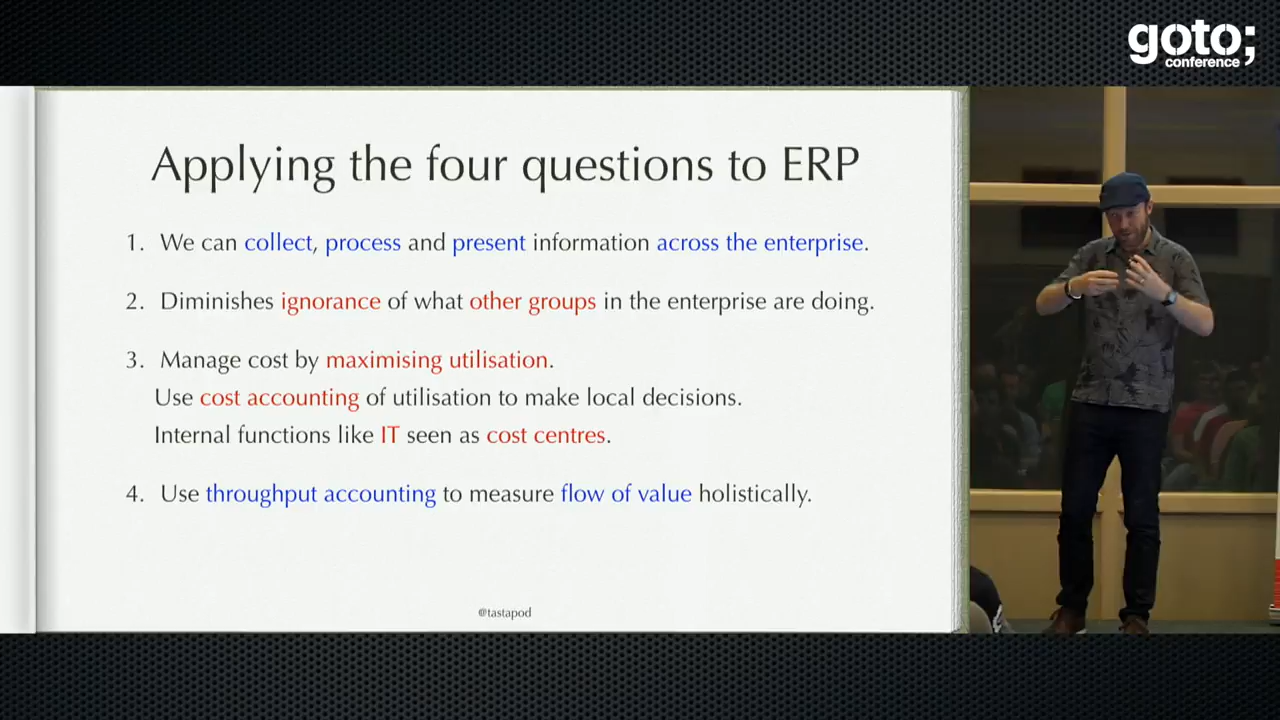 goto;
conference
Applying the four questions to ERP
1. We can collect, process and present information across the enterprise.
2. Diminishes ignorance of what other groups in the enterprise are doing.
3. Manage cost by maximising utilisation.
Use cost accounting of utilisation to make local decisions.
Internal functions like IT seen as cost centres.
4. Use throughput accounting to measure flow of value holistically.
@tastapod